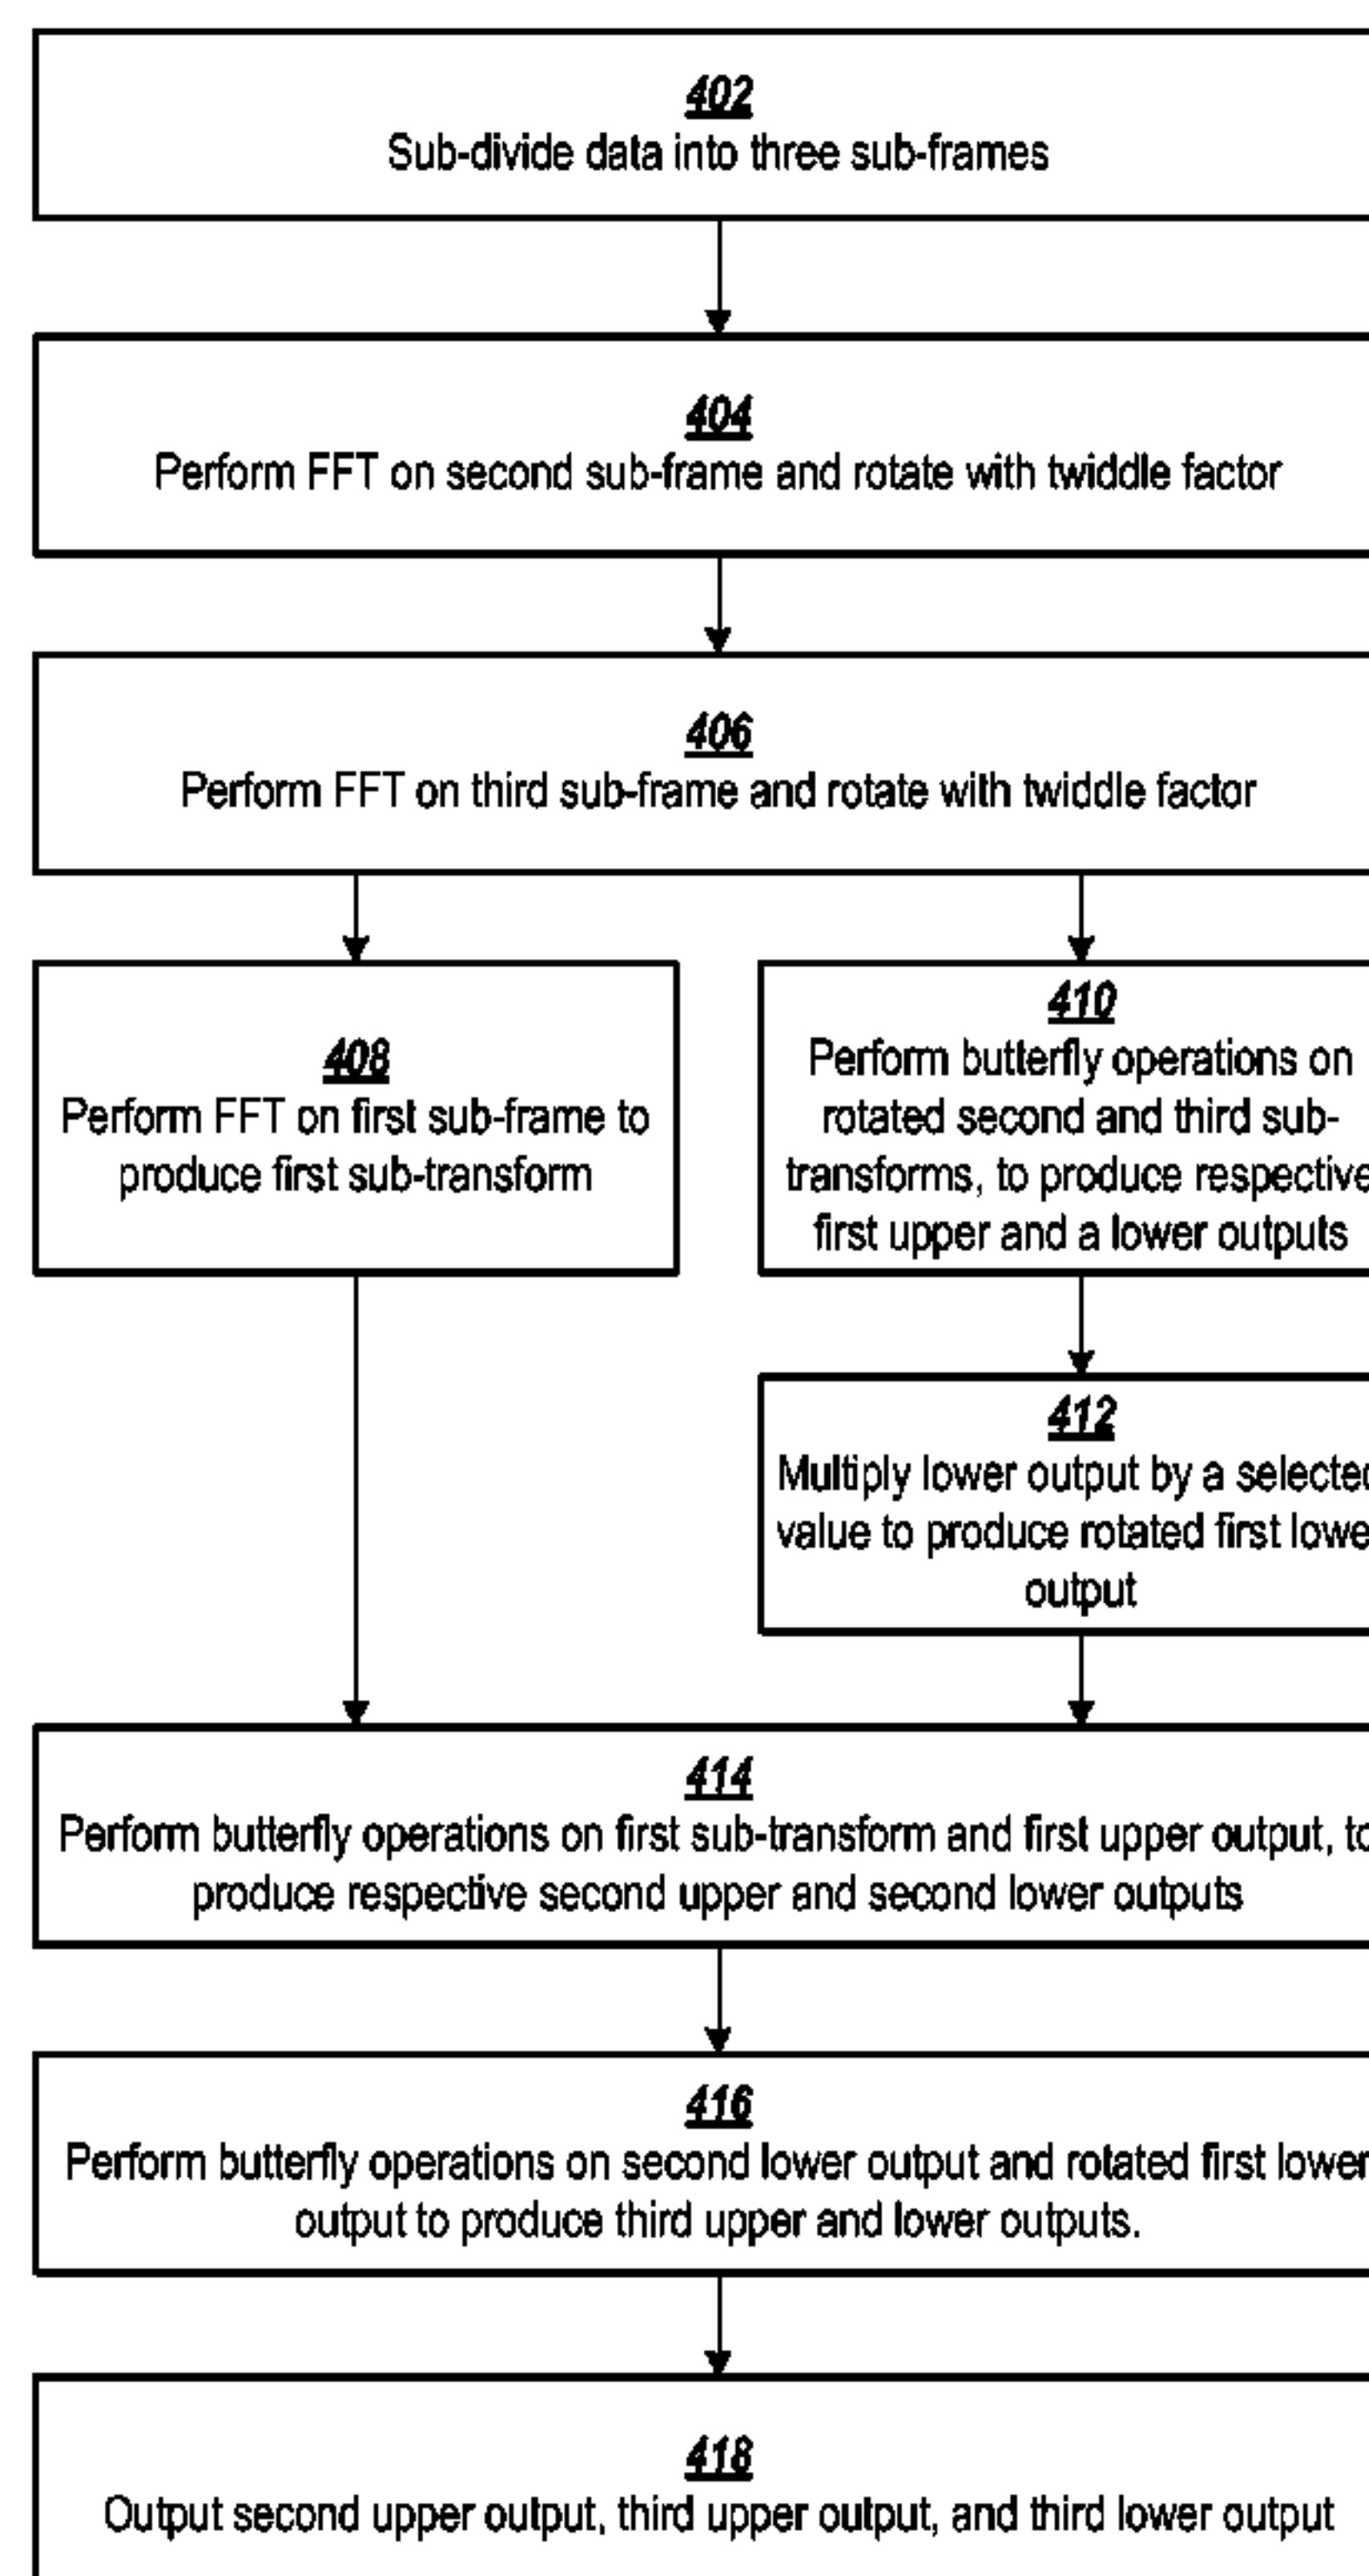 402
Sub-divide data into three sub-frames
404
Perform FFT on second sub-frame and rotate with twiddle factor
406
Perform FFT on third sub-frame and rotate with twiddle factor
408
Perform FFT on first sub-frame to
produce first sub-transform
410
Perform butterfly operations on
rotated second and third sub-
transforms, to produce respective
first upper and a lower outputs
412
Multiply lower output by a selected
value to produce rotated first lower
output
414
Perform butterfly operations on first sub-transform and first upper output, to
produce respective second upper and second lower outputs
416
Perform butterfly operations on second lower output and rotated first lower
output to produce third upper and lower outputs.
418
Output second upper output, third upper output, and third lower output